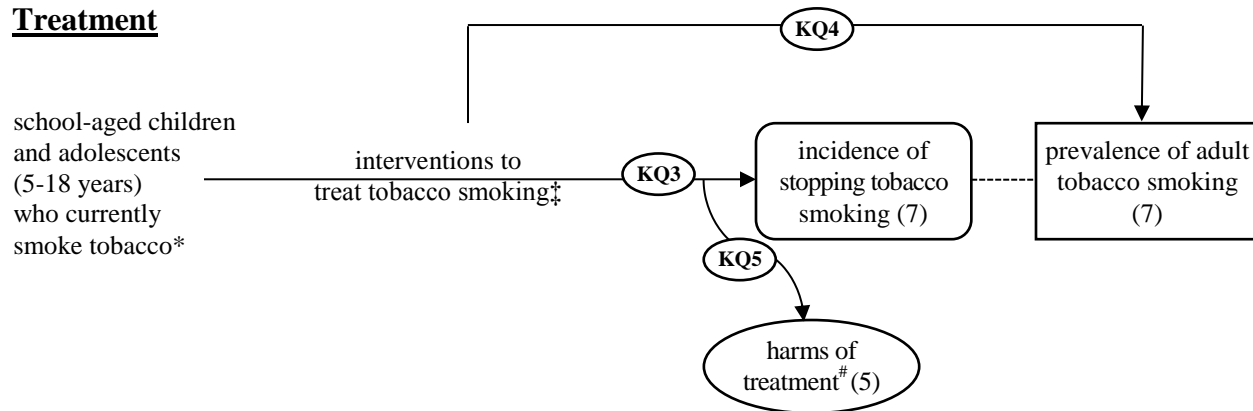 Treatment
KQ4
school-aged children
and adolescents
(5-18 years)
who currently
smoke tobacco*
interventions to
treat tobacco smoking‡
KQ3
incidence of
stopping tobacco
smoking (7)
prevalence of adult
tobacco smoking
(7)
KQ5
harms of
treatment# (5)